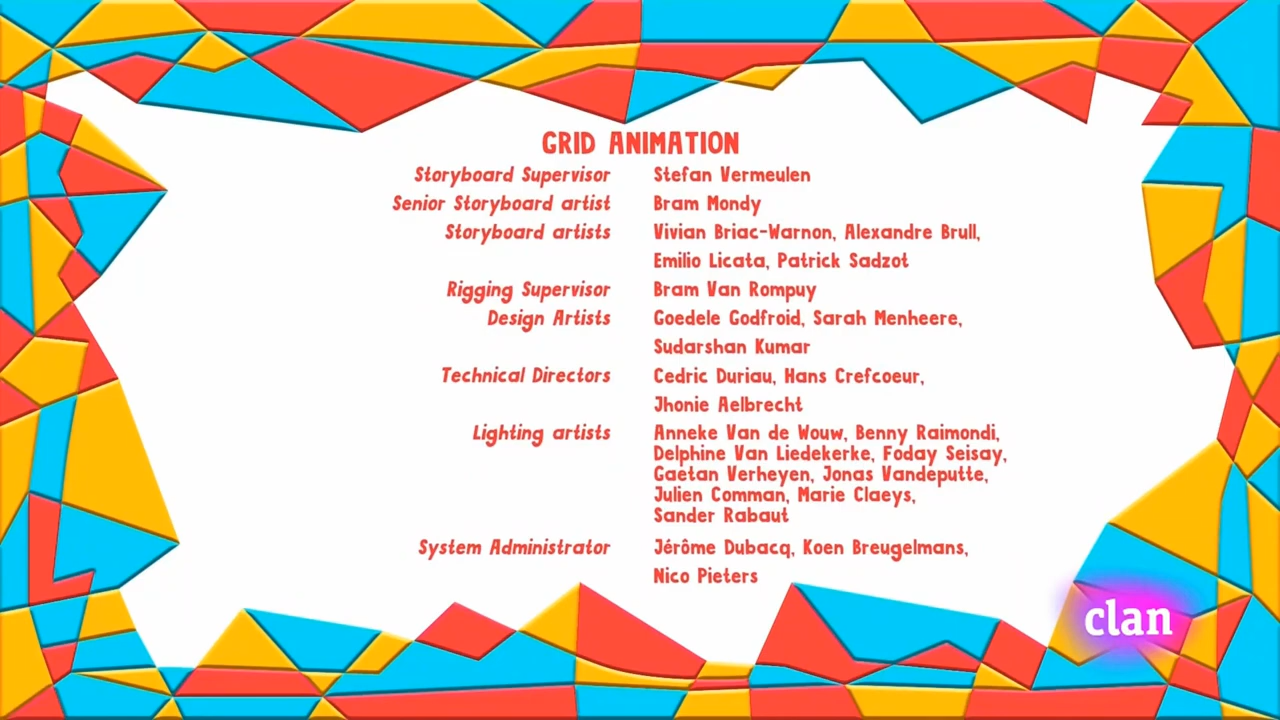 GRID ANIMATION
Storyboard Supervisor Stefan Vermeulen
Senior Storyboard artist Bram Mondy
Storyboard artists Vivian Briac-Warnon, Alexandre Brull,
Emilio Licata, Patrick Sadzot
Rigging Supervisor Bram Van Rompuy
Design Artists Goedele Godfroid, Sarah Menheere,
Sudarshan Kumar
Technical Directors Cedric Duriau, Hans Crefcoeur,
Jhonie Aelbrecht
Lighting artists Anneke Van de Wouw, Benny Raimondi,
Delphine Van Liedekerke, Foday Seisay,
Gaetan Verheyen, Jonas Vandeputte,
Julien Comman, Marie Claeys,
Sander Rabaut
System Administrator Jérôme Dubacq, Koen Breugelmans,
Nico Pieters
clan